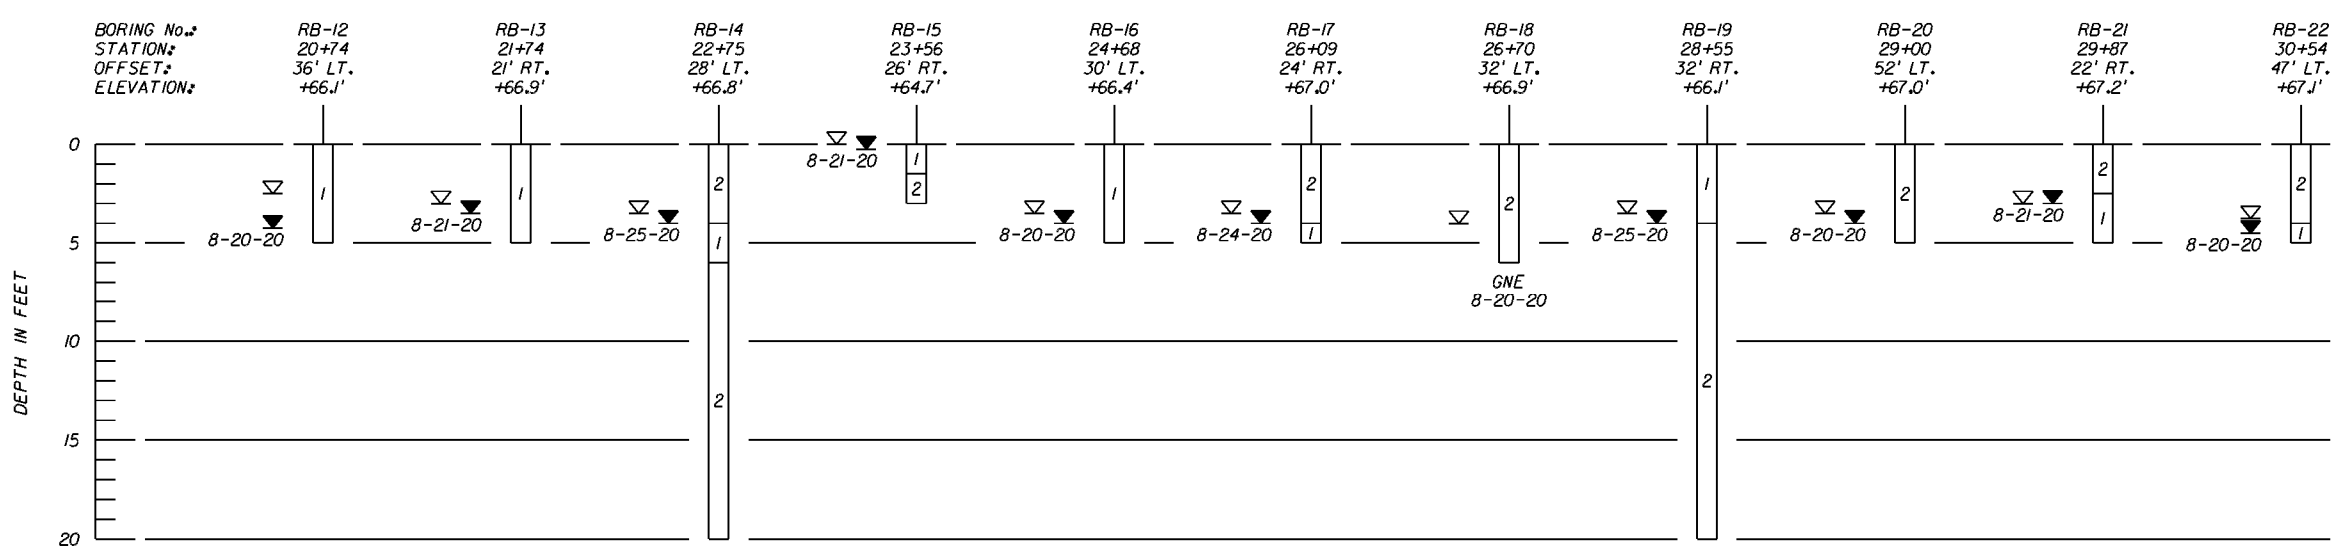 BORING No.: RB-12 RB-13 RB-14 RB-15 RB-16 RB-17 RB-18 RB-19 RB-20 RB-21 RB-22
STATION: 20+74 21+74 22+75 23+56 24+68 26+09 26+70 28+55 29+00 29+87 30+54
OFFSET: 36' LT. 21' RT. 28' LT. 26' RT. 30' LT. 24' RT. 32' LT. 32' RT. 52' LT. 22' RT. 47' LT.
ELEVATION: +66.1' +66.9' +66.8' +64.7' +66.4' +67.0' +66.9' +66.1' +67.0' +67.2' +67.1'
0
8-21-20 1
2
1 1 2 2 1 2 2 1 2 1 2
8-20-20 8-21-20 8-25-20 8-20-20 8-24-20 8-25-20 8-20-20 8-21-20 8-20-20
5 1 1 1
GNE
8-20-20
DEPTH IN FEET
10
2
2
15
20